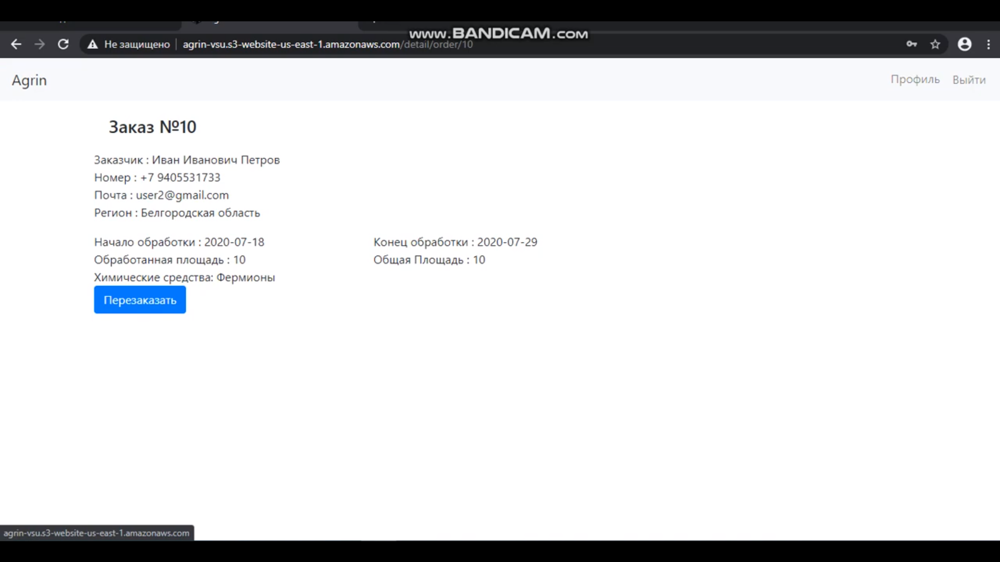 www.BANDICAM.com
Не защищено agrin-vsu.s3-website-us-east-1.amazonaws.com/detail/order/10
Agrin
Профиль Выйти
Заказ №10
Заказчик : Иван Иванович Петров
Номер : +7 9405531733
Почта : user2@gmail.com
Регион : Белгородская область
Начало обработки : 2020-07-18 Конец обработки : 2020-07-29
Обработанная площадь : 10 Общая Площадь : 10
Химические средства: Фермионы
Перезаказать
agrin-vsu.s3-website-us-east-1.amazonaws.com